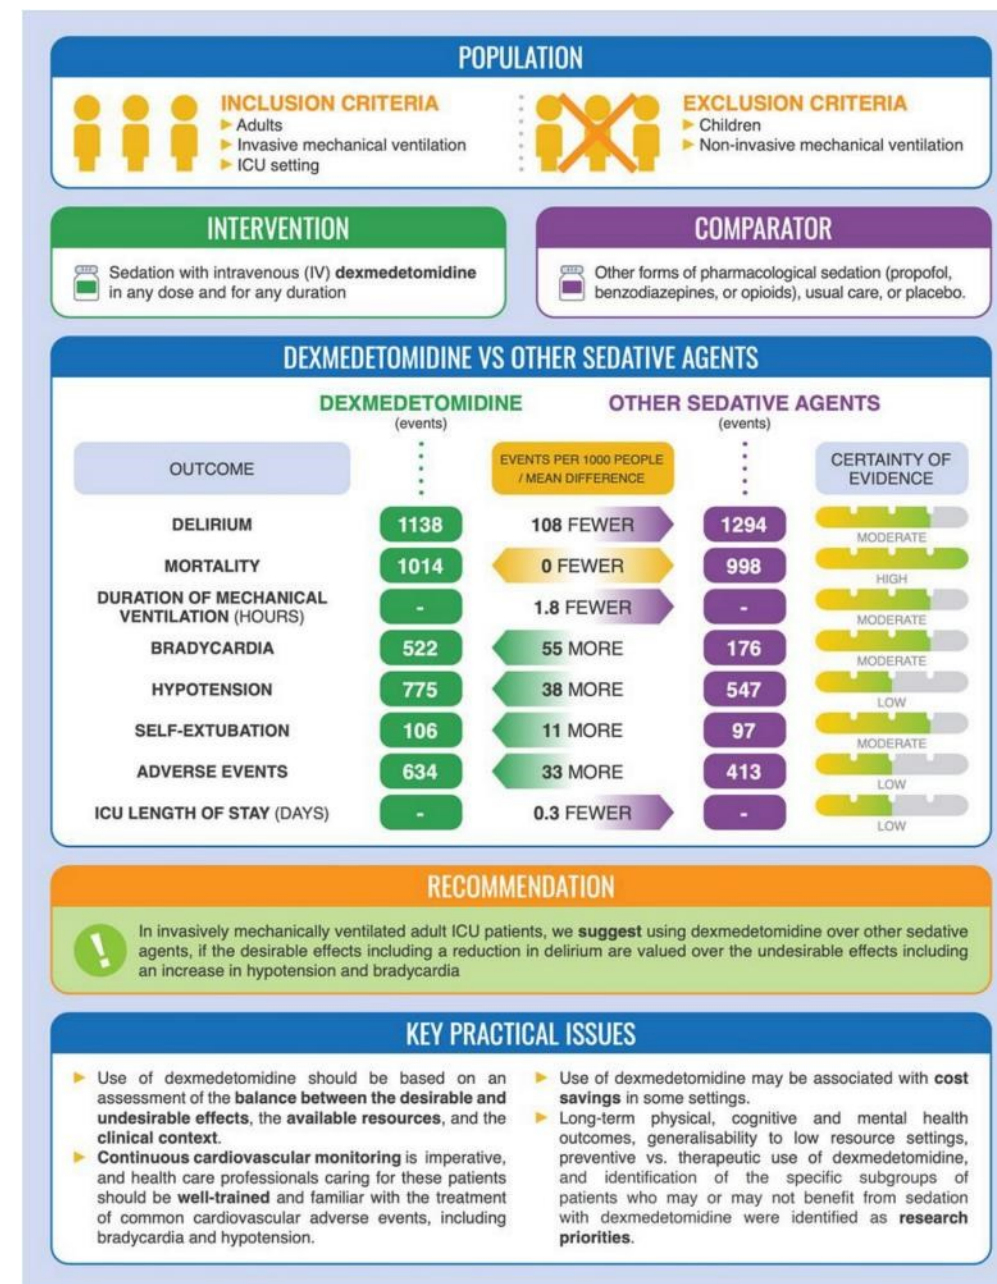 POPULATION
INCLUSION CRITERIA
► Adults
► Invasive mechanical ventilation
► ICU setting
EXCLUSION CRITERIA
► Children
► Non-invasive mechanical ventilation
INTERVENTION
Sedation with intravenous (IV) dexmedetomidine
in any dose and for any duration
COMPARATOR
Other forms of pharmacological sedation (propofol,
benzodiazepines, or opioids), usual care, or placebo.
DEXMEDETOMIDINE VS OTHER SEDATIVE AGENTS
DEXMEDETOMIDINE
(events)
OTHER SEDATIVE AGENTS
(events)
OUTCOME
EVENTS PER 1000 PEOPLE
/ MEAN DIFFERENCE
CERTAINTY OF
EVIDENCE
DELIRIUM 1138 108 FEWER 1294 MODERATE
MORTALITY 1014 0 FEWER 998 HIGH
DURATION OF MECHANICAL
VENTILATION (HOURS) - 1.8 FEWER - MODERATE
BRADYCARDIA 522 55 MORE 176 MODERATE
HYPOTENSION 775 38 MORE 547 LOW
SELF-EXTUBATION 106 11 MORE 97 MODERATE
ADVERSE EVENTS 634 33 MORE 413 LOW
ICU LENGTH OF STAY (DAYS) - 0.3 FEWER - LOW
RECOMMENDATION
!
In invasively mechanically ventilated adult ICU patients, we suggest using dexmedetomidine over other sedative
agents, if the desirable effects including a reduction in delirium are valued over the undesirable effects including
an increase in hypotension and bradycardia
KEY PRACTICAL ISSUES
► Use of dexmedetomidine should be based on an
assessment of the balance between the desirable and
undesirable effects, the available resources, and the
clinical context.
► Continuous cardiovascular monitoring is imperative,
and health care professionals caring for these patients
should be well-trained and familiar with the treatment
of common cardiovascular adverse events, including
bradycardia and hypotension.
► Use of dexmedetomidine may be associated with cost
savings in some settings.
► Long-term physical, cognitive and mental health
outcomes, generalisability to low resource settings,
preventive vs. therapeutic use of dexmedetomidine,
and identification of the specific subgroups of
patients who may or may not benefit from sedation
with dexmedetomidine were identified as research
priorities.